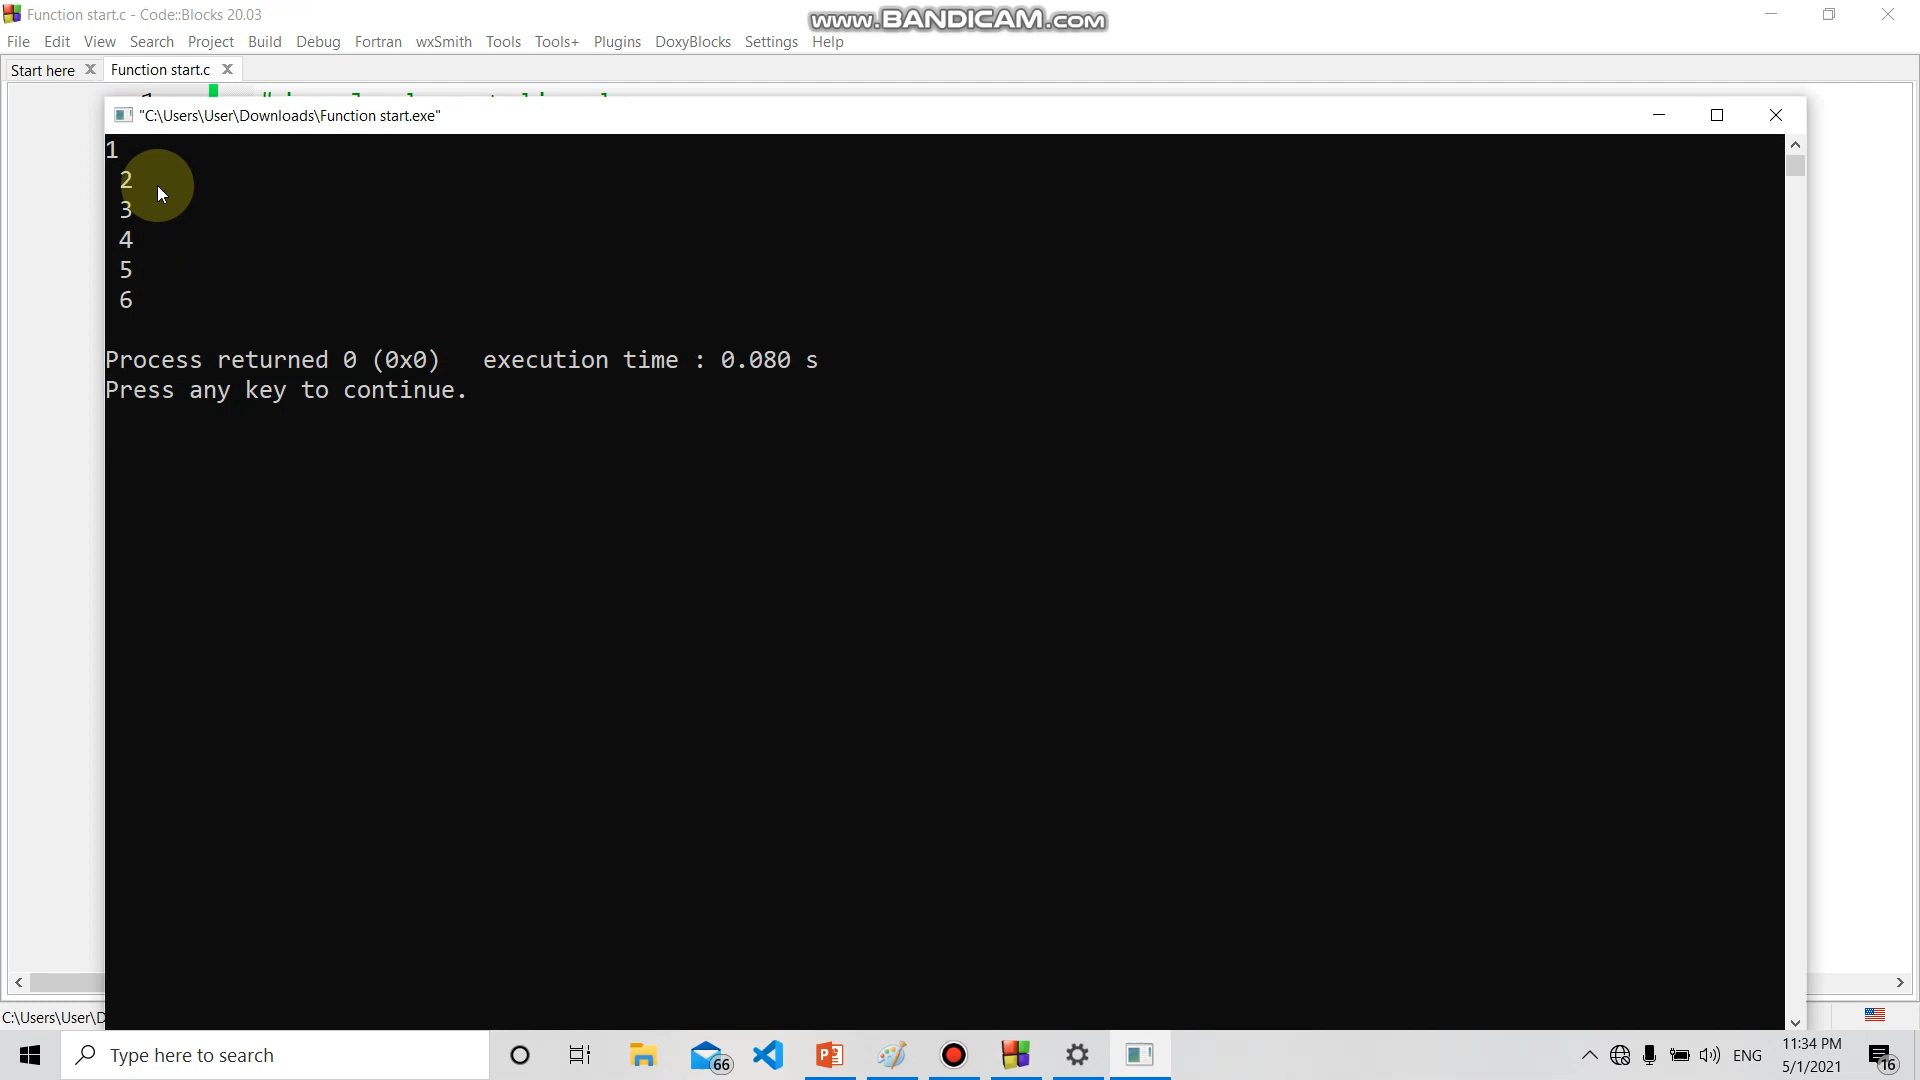 Function start.c - Code::Blocks 20.03
www.BANDICAM.com
File Edit View Search Project Build Debug Fortran wxSmith Tools Tools+ Plugins DoxyBlocks Settings Help
Start here Function start.c
"C:\Users\User\Downloads\Function start.exe"
1
2
3
4
5
6
Process returned 0 (0x0)   execution time : 0.080 s
Press any key to continue.
C:\Users\User\D
Type here to search
66
ENG
11:34 PM
5/1/2021
16